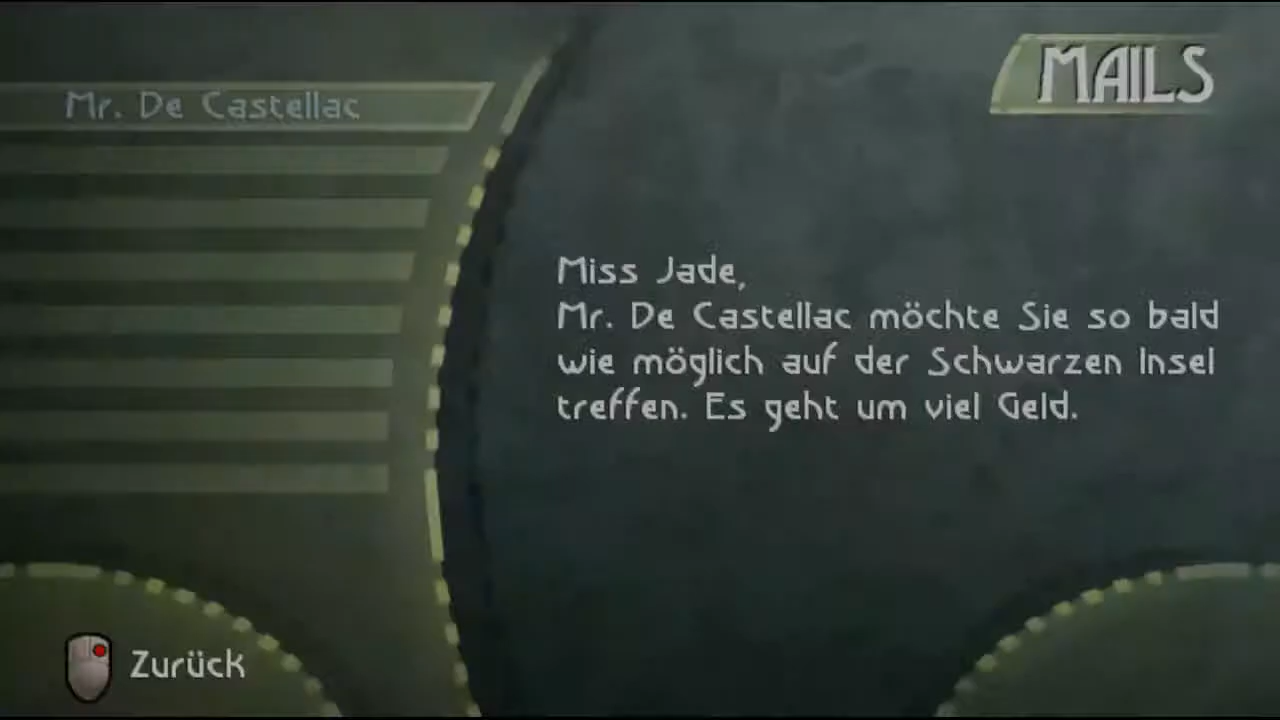 MAILS
Mr. De Castellac
Miss Jade,
Mr. De Castellac möchte Sie so bald
wie möglich auf der Schwarzen Insel
treffen. Es geht um viel Geld.
Zurück